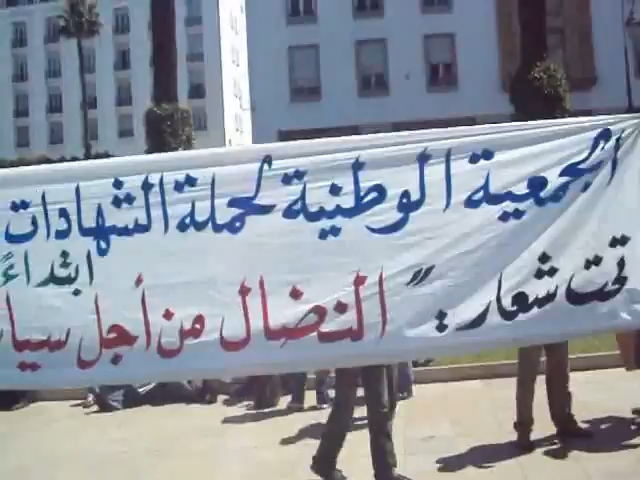 الجمعية الوطنية لحملة الشهادات
ابتداءً
تحت شعار : " النضال من أجل